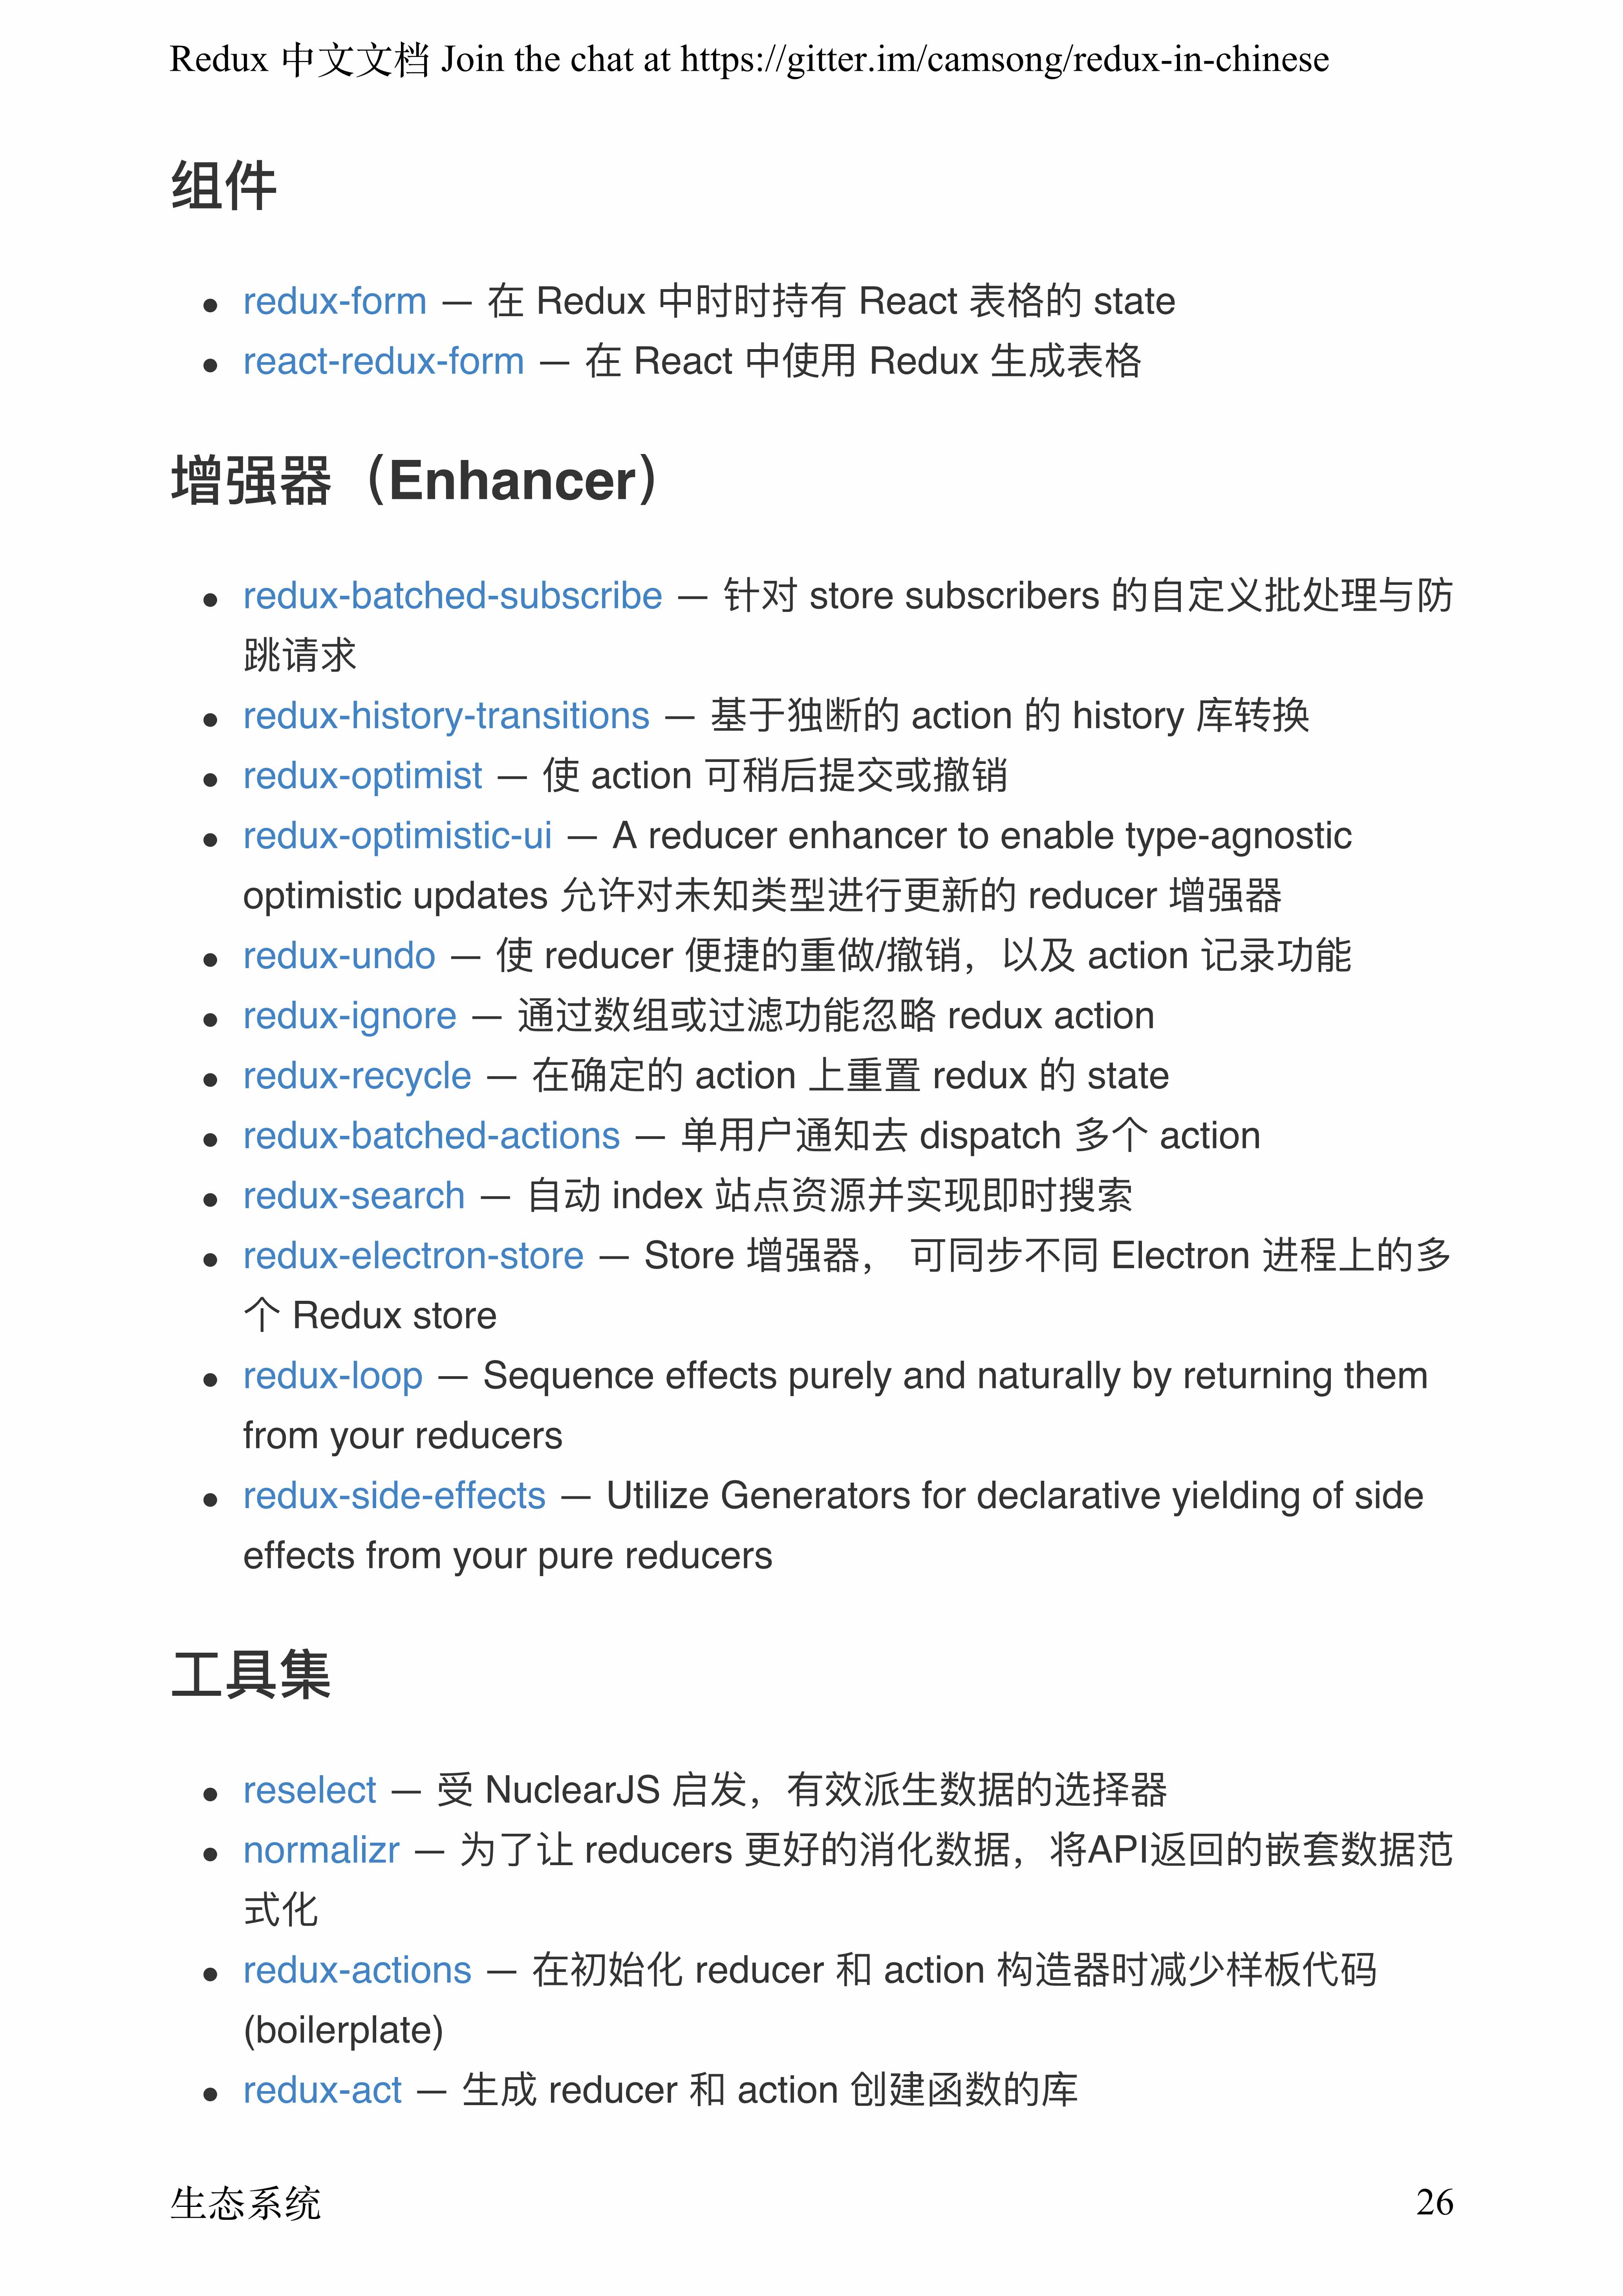 Redux 中文文档 Join the chat at https://gitter.im/camsong/redux-in-chinese
组件
• redux-form — 在 Redux 中时时持有 React 表格的 state
• react-redux-form — 在 React 中使用 Redux 生成表格
增强器（Enhancer）
• redux-batched-subscribe — 针对 store subscribers 的自定义批处理与防
跳请求
• redux-history-transitions — 基于独断的 action 的 history 库转换
• redux-optimist — 使 action 可稍后提交或撤销
• redux-optimistic-ui — A reducer enhancer to enable type-agnostic
optimistic updates 允许对未知类型进行更新的 reducer 增强器
• redux-undo — 使 reducer 便捷的重做/撤销，以及 action 记录功能
• redux-ignore — 通过数组或过滤功能忽略 redux action
• redux-recycle — 在确定的 action 上重置 redux 的 state
• redux-batched-actions — 单用户通知去 dispatch 多个 action
• redux-search — 自动 index 站点资源并实现即时搜索
• redux-electron-store — Store 增强器， 可同步不同 Electron 进程上的多
个 Redux store
• redux-loop — Sequence effects purely and naturally by returning them
from your reducers
• redux-side-effects — Utilize Generators for declarative yielding of side
effects from your pure reducers
工具集
• reselect — 受 NuclearJS 启发，有效派生数据的选择器
• normalizr — 为了让 reducers 更好的消化数据，将API返回的嵌套数据范
式化
• redux-actions — 在初始化 reducer 和 action 构造器时减少样板代码
(boilerplate)
• redux-act — 生成 reducer 和 action 创建函数的库
生态系统 26